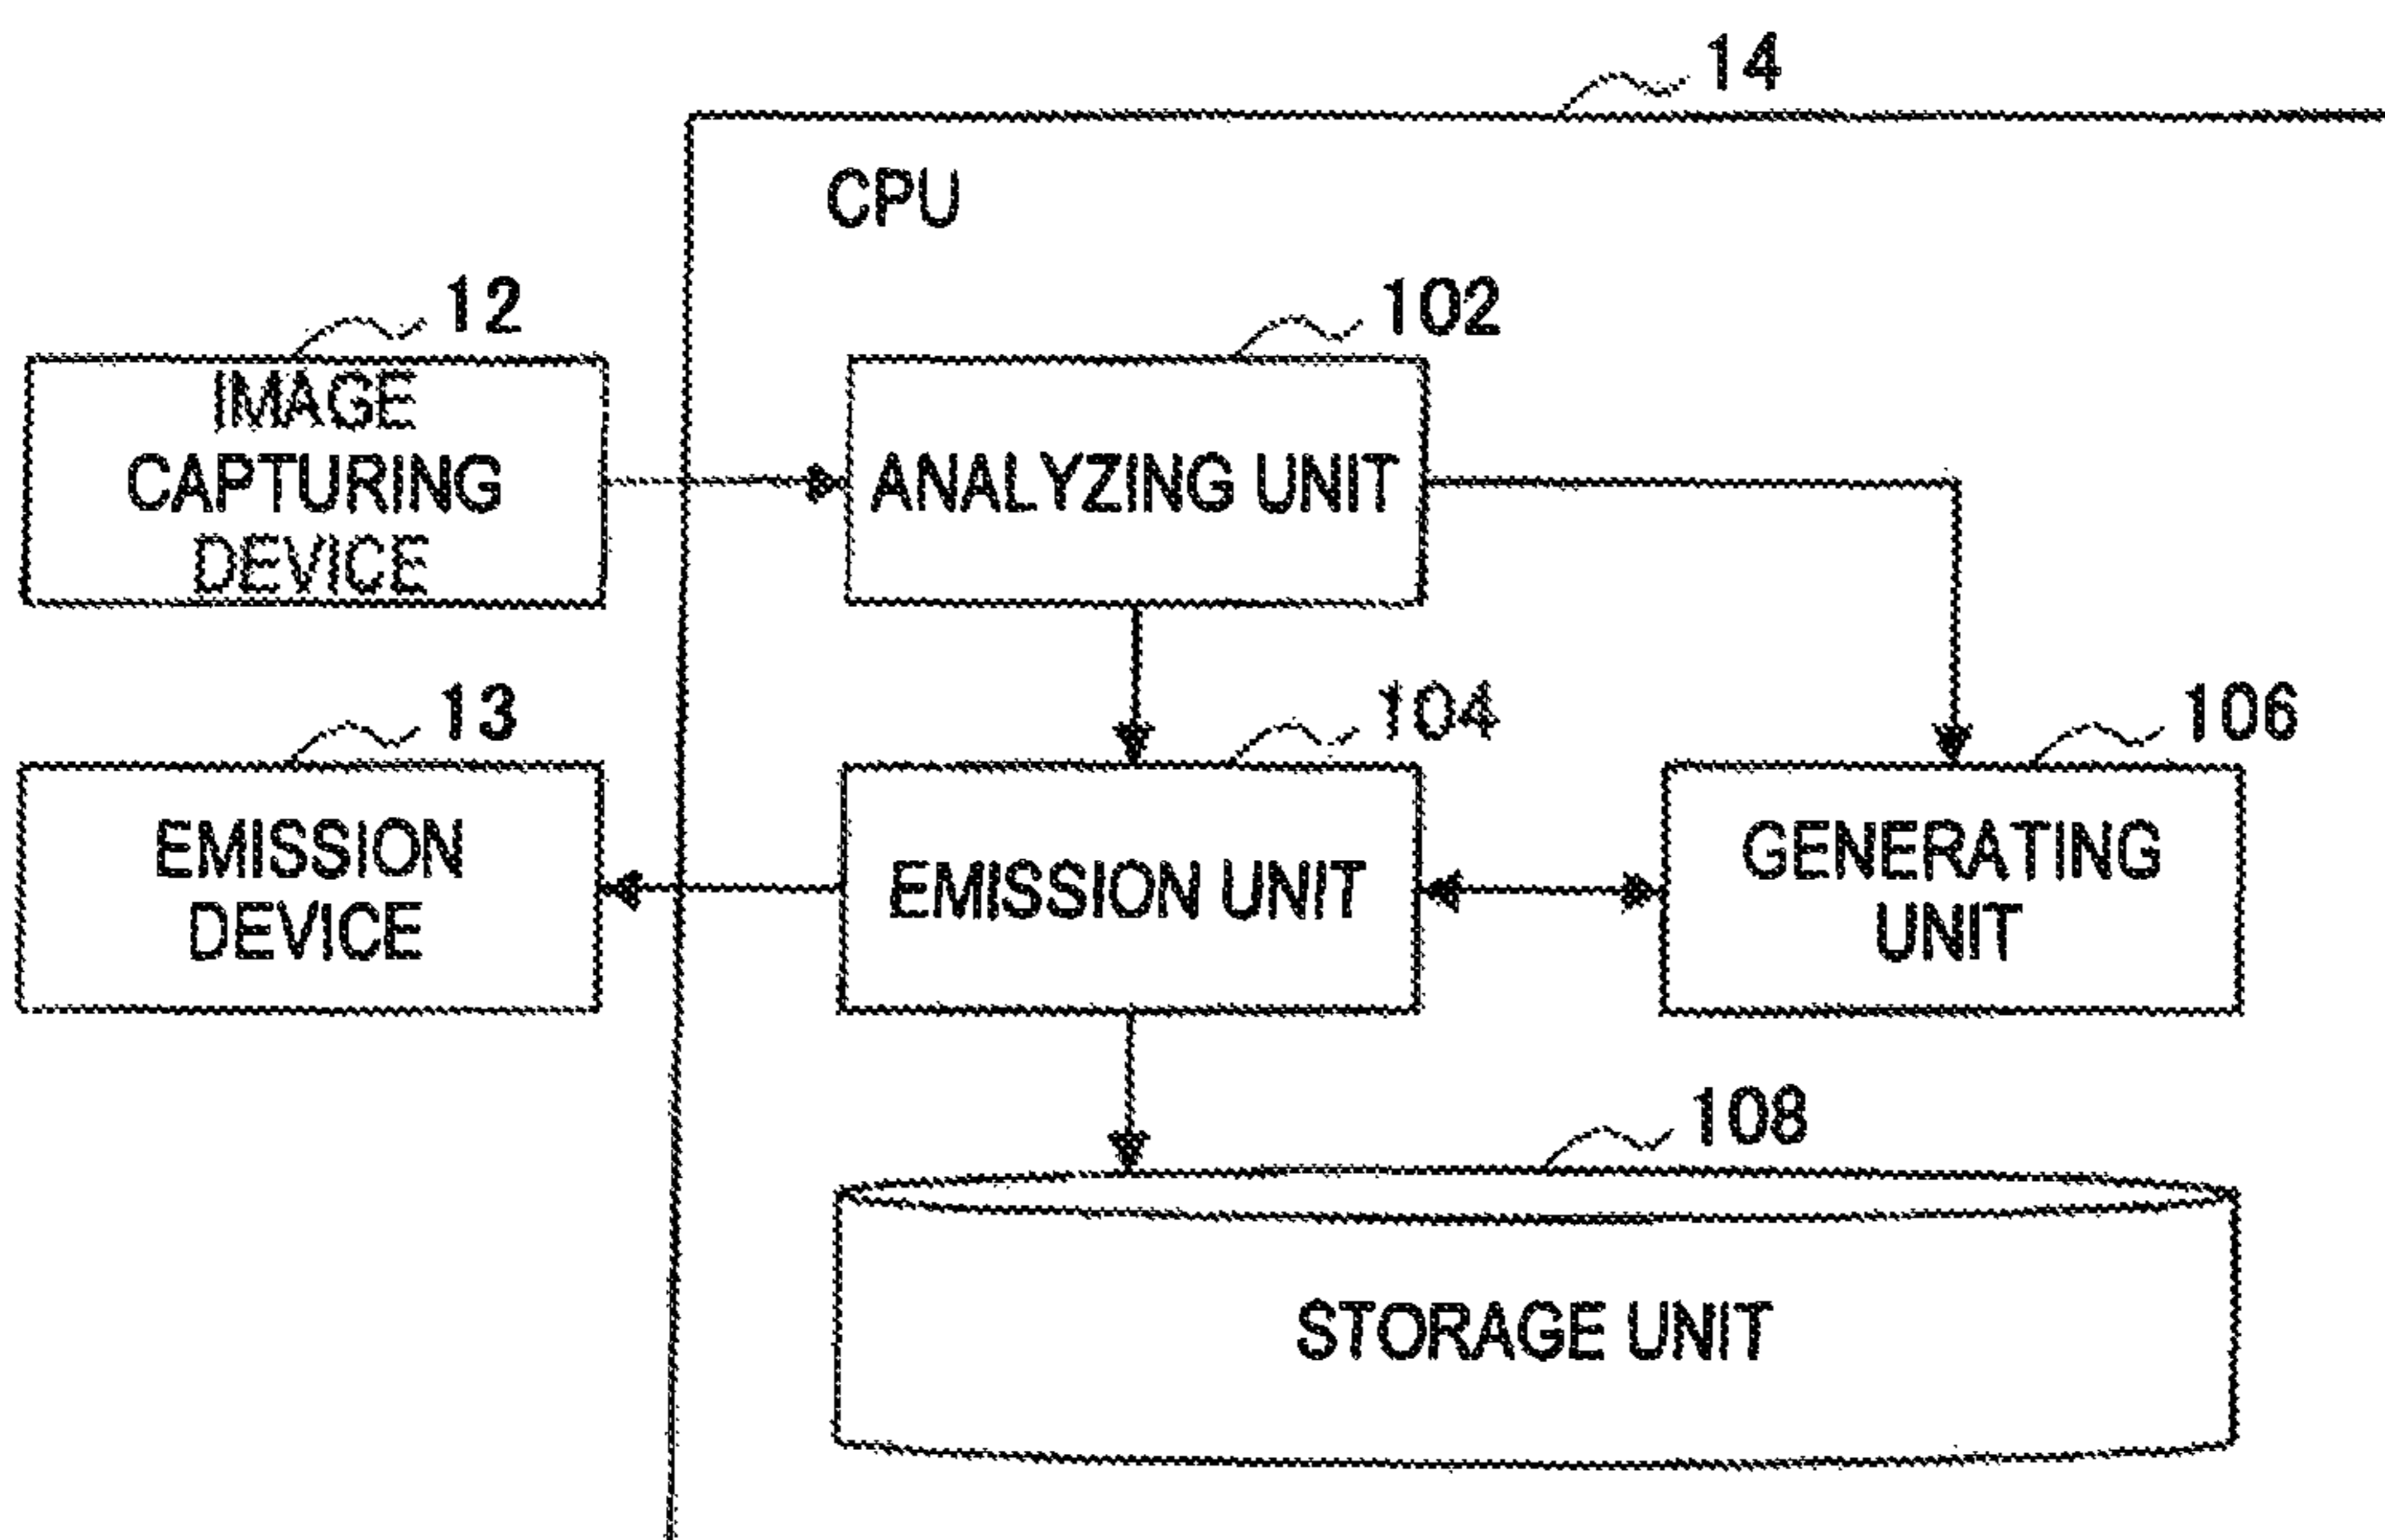 14
CPU
12
102
IMAGE
CAPTURING
DEVICE
ANALYZING UNIT
13
104
106
EMISSION
DEVICE
EMISSION UNIT
GENERATING
UNIT
108
STORAGE UNIT